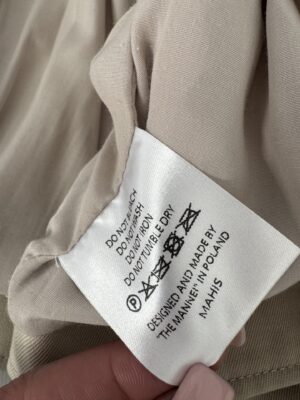 DO NOT BLEACH
DO NOT WASH
DO NOT IRON
DO NOT TUMBLE DRY
P
DESIGNED AND MADE BY
"THE MANNEI" IN POLAND
MAHIS